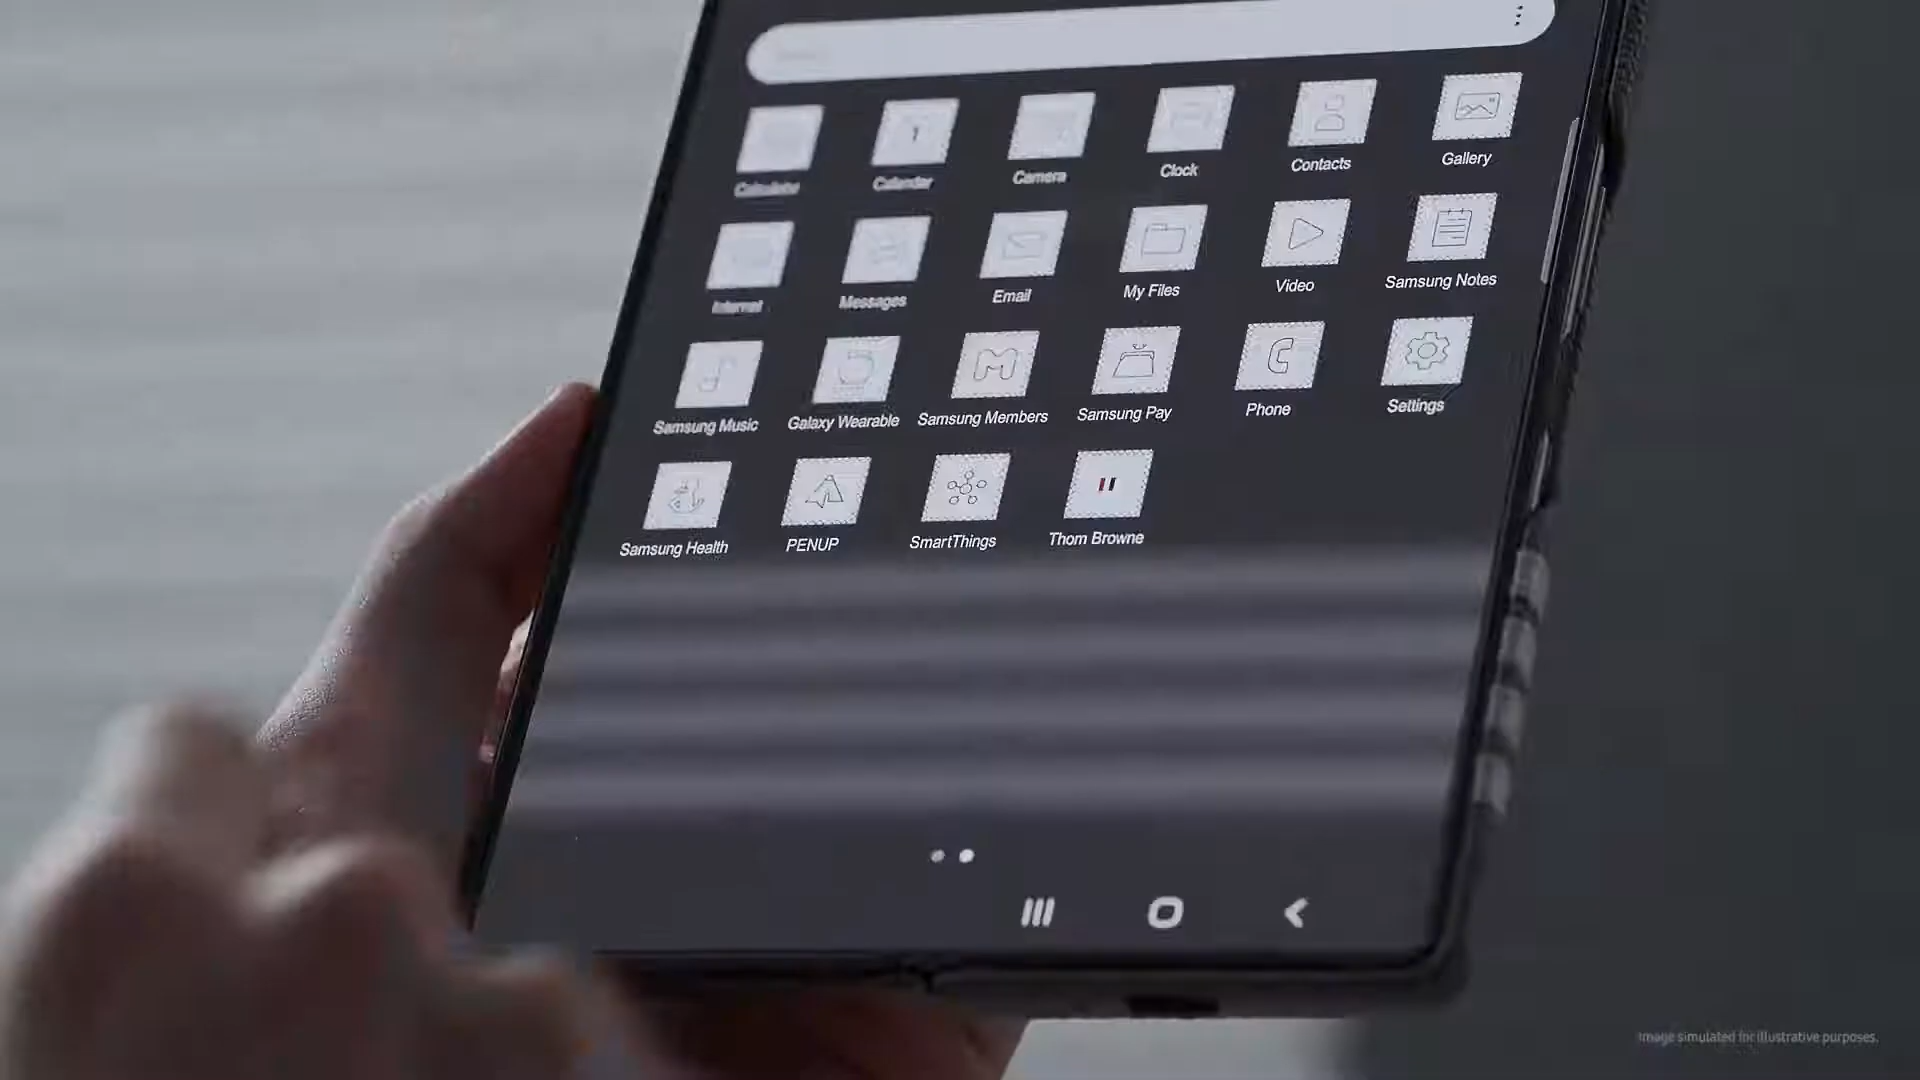 Calculator
Calendar
Camera
Clock
Contacts
Gallery
Internet
Messages
Email
My Files
Video
Samsung Notes
Samsung Music
Galaxy Wearable
Samsung Members
Samsung Pay
Phone
Settings
Samsung Health
PENUP
SmartThings
Thom Browne
Image simulated for illustrative purposes.